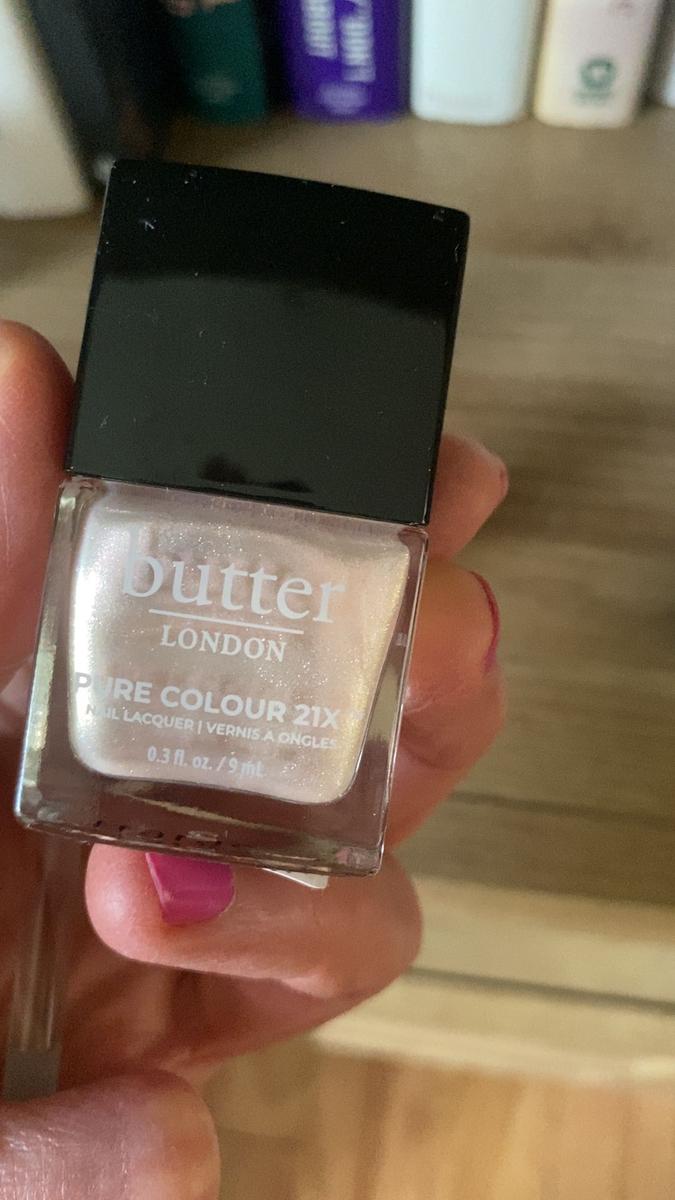 butter
LONDON
PURE COLOUR 21X
NAIL LACQUER | VERNIS A ONGLES
0.3 fl. oz. / 9 mL